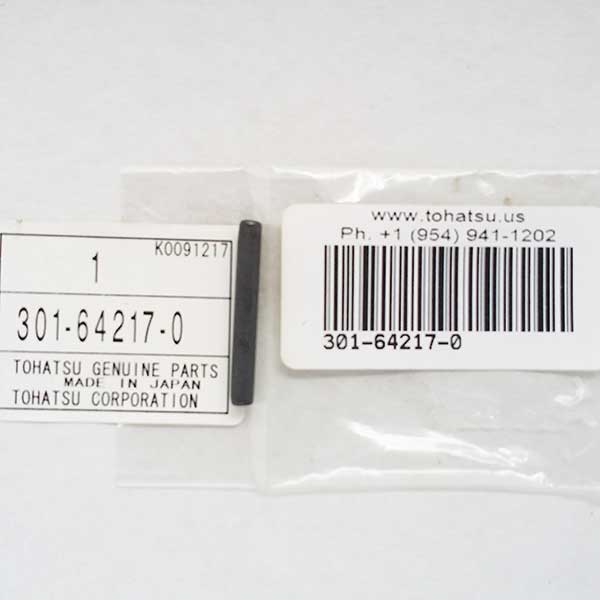 K0091217
1
301-64217-0
TOHATSU GENUINE PARTS
MADE IN JAPAN
TOHATSU CORPORATION
www.tohatsu.us
Ph. +1 (954) 941-1202
301-64217-0